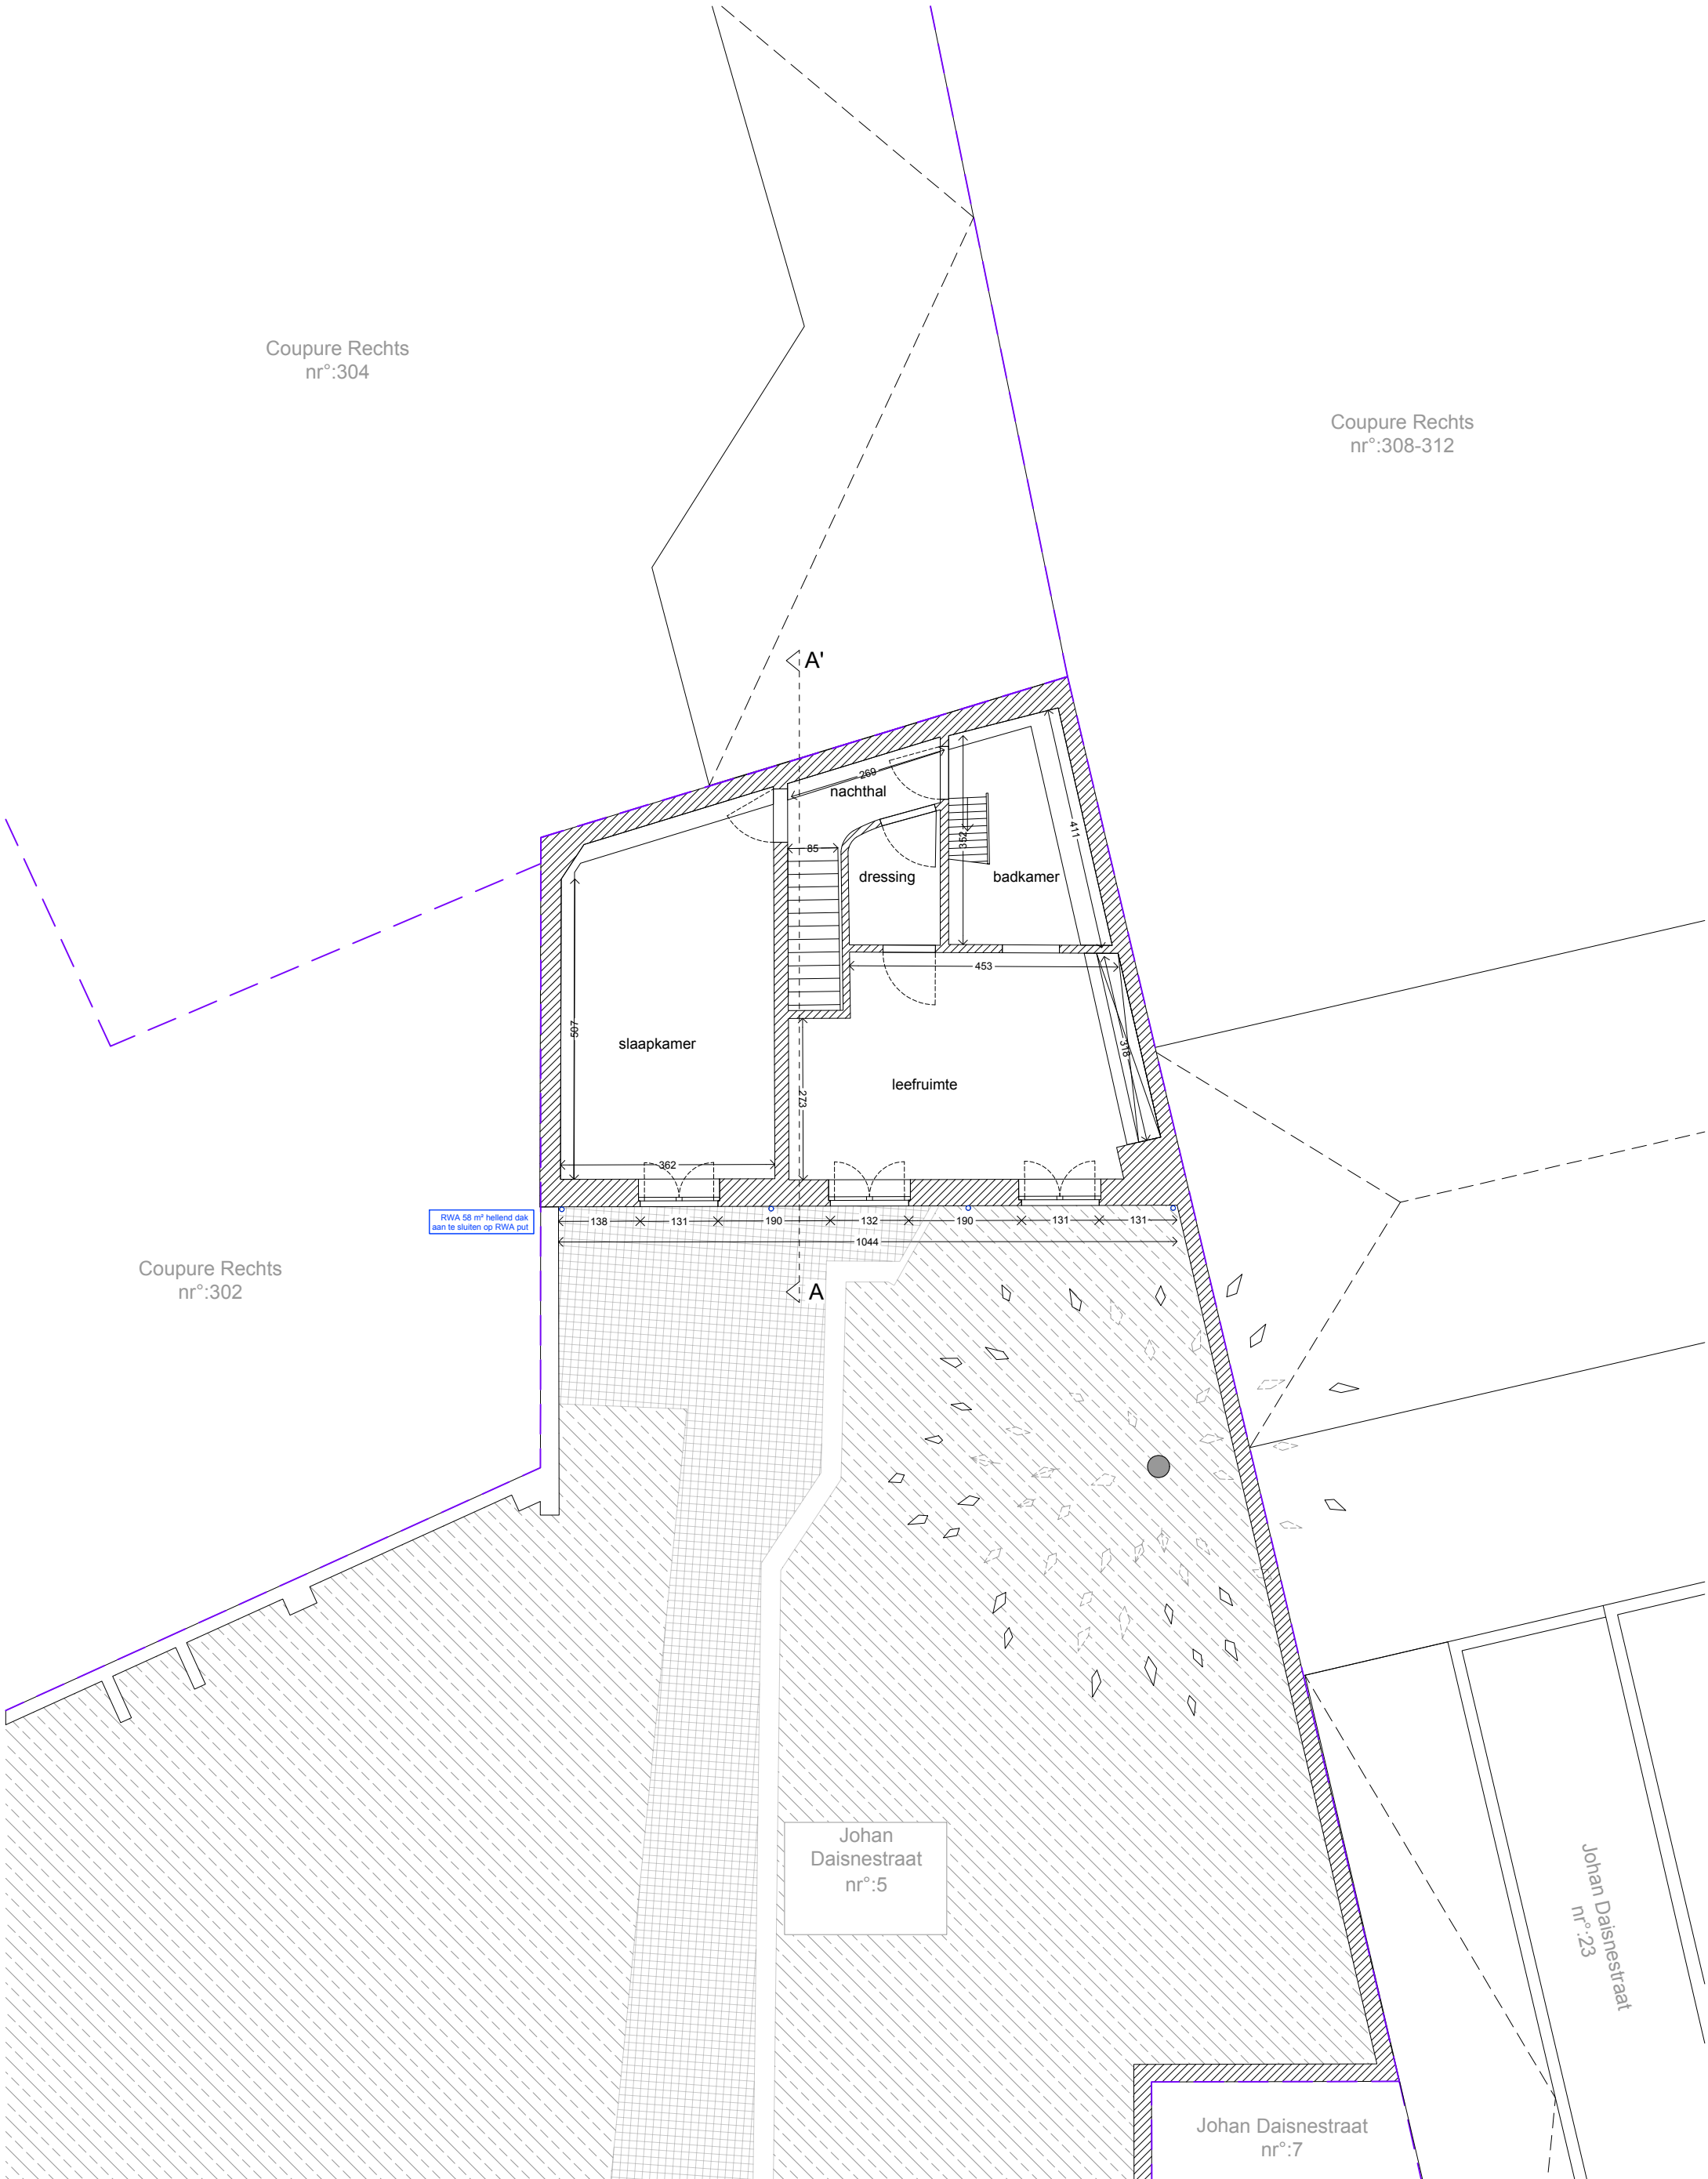 Coupure Rechts
nr°:304
Coupure Rechts
nr°:308-312
A'
269
nachthal
411
352
85
dressing
badkamer
453
507
slaapkamer
318
leefruimte
273
362
RWA 58 m² hellend dak
aan te sluiten op RWA put
138
131
190
132
190
131
131
1044
Coupure Rechts
nr°:302
A
Johan
Daisnestraat
nr°:5
Johan Daisnestraat
nr°:23
Johan Daisnestraat
nr°:7